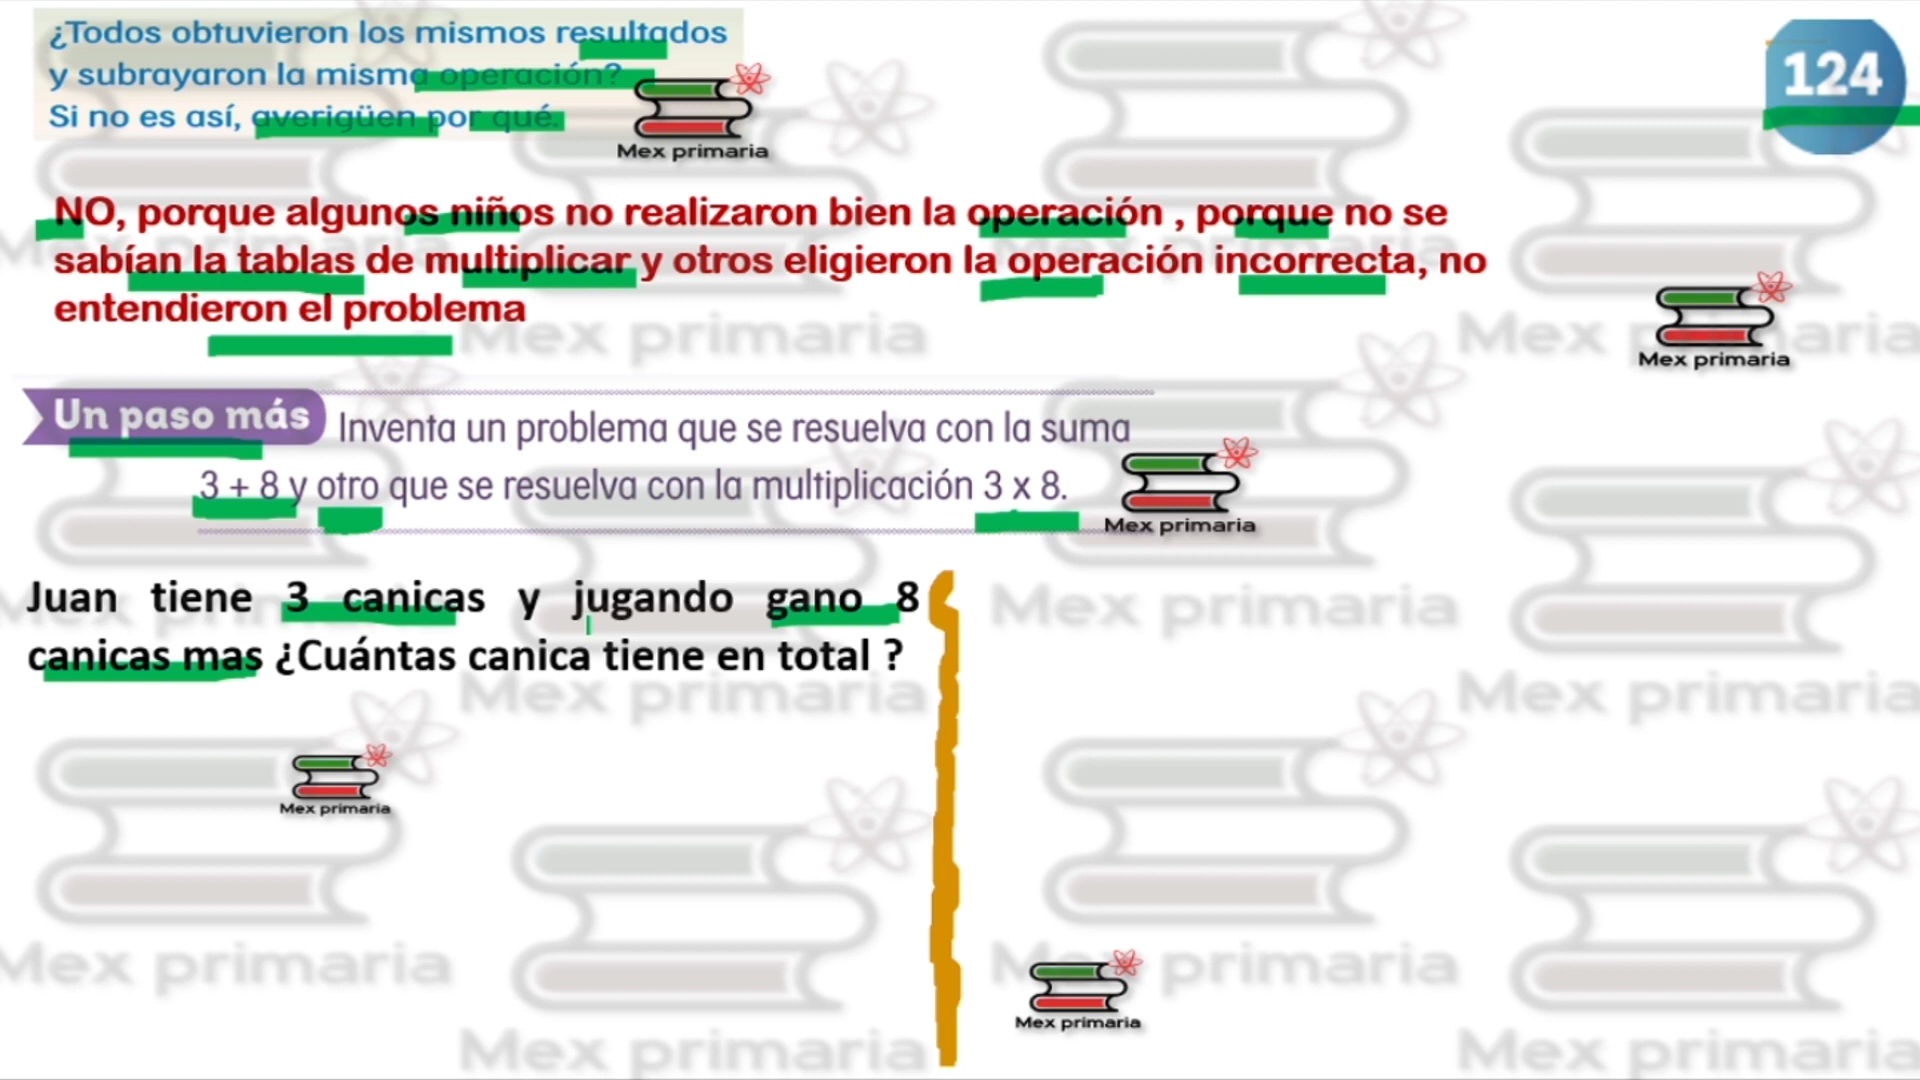 ¿Todos obtuvieron los mismos resultados
y subrayaron la misma operación?
Si no es así, averigüen por qué.
124
Mex primaria
NO, porque algunos niños no realizaron bien la operación , porque no se
sabían la tablas de multiplicar y otros eligieron la operación incorrecta, no
entendieron el problema
Mex primaria
Un paso más Inventa un problema que se resuelva con la suma
3 + 8 y otro que se resuelva con la multiplicación 3 x 8.
Mex primaria
Juan tiene 3 canicas y jugando gano 8
canicas mas ¿Cuántas canica tiene en total ?
Mex primaria
Mex primaria